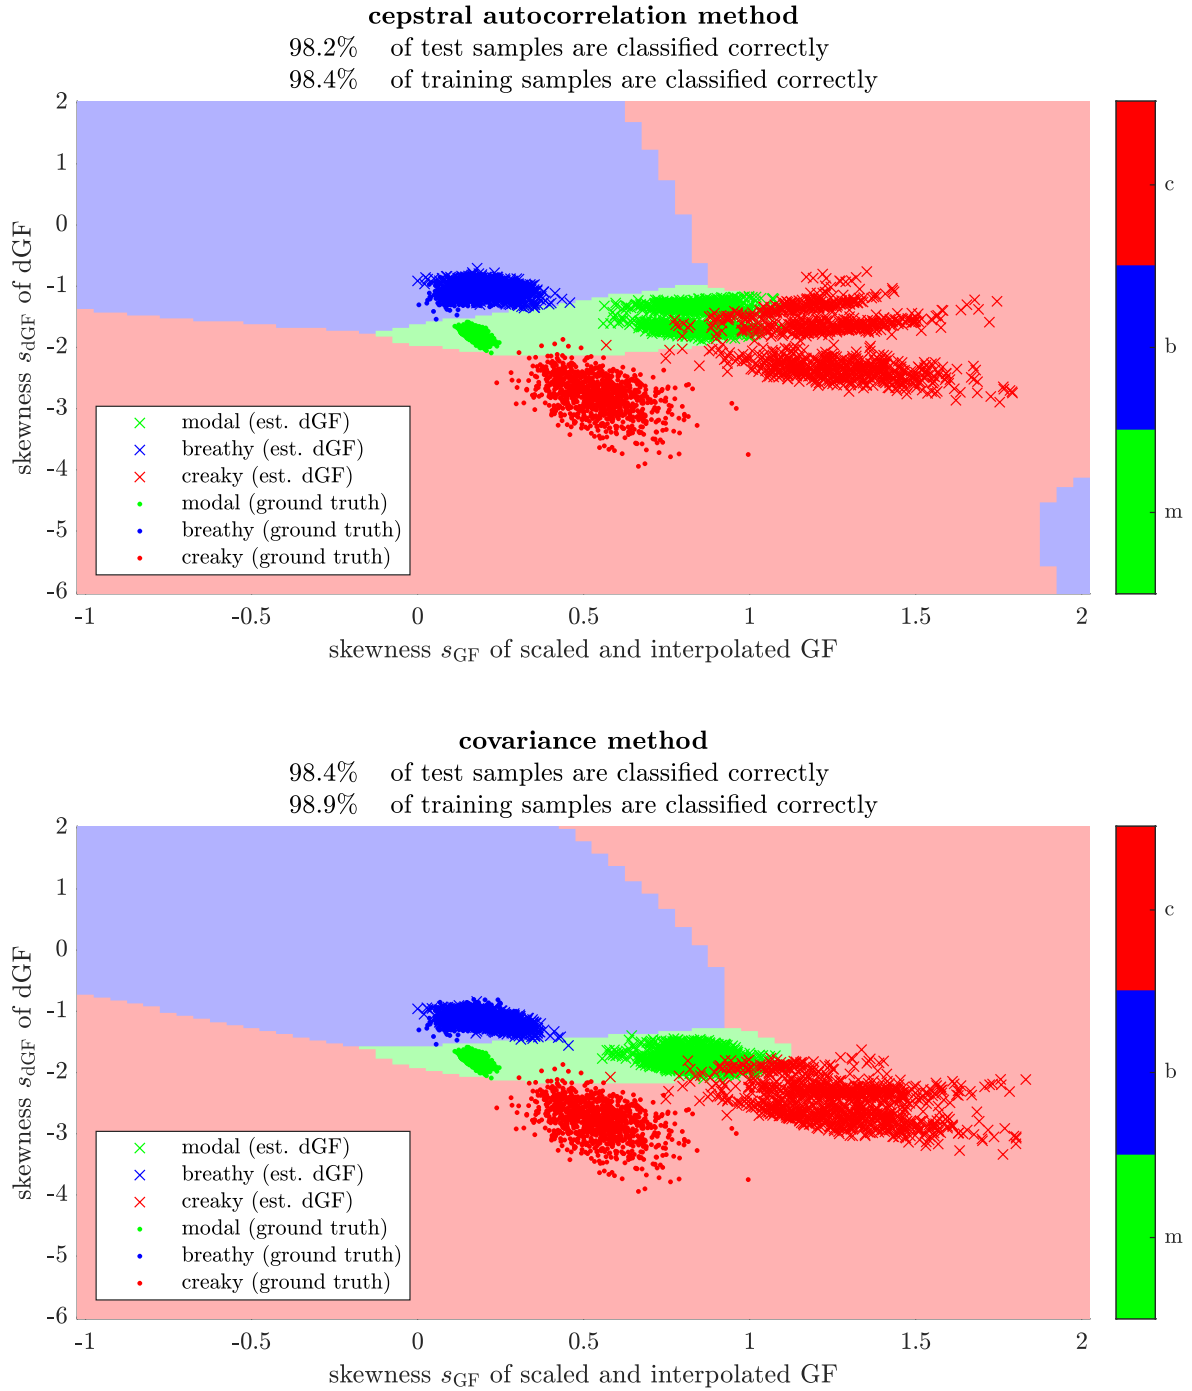 cepstral autocorrelation method
98.2% of test samples are classified correctly
98.4% of training samples are classified correctly
2
1
0
-1
-2
-3
-4
-5
-6
skewness sdGF of dGF
modal (est. dGF)
breathy (est. dGF)
creaky (est. dGF)
modal (ground truth)
breathy (ground truth)
creaky (ground truth)
-1 -0.5 0 0.5 1 1.5 2
skewness sGF of scaled and interpolated GF
c
b
m
covariance method
98.4% of test samples are classified correctly
98.9% of training samples are classified correctly
2
1
0
-1
-2
-3
-4
-5
-6
skewness sdGF of dGF
modal (est. dGF)
breathy (est. dGF)
creaky (est. dGF)
modal (ground truth)
breathy (ground truth)
creaky (ground truth)
-1 -0.5 0 0.5 1 1.5 2
skewness sGF of scaled and interpolated GF
c
b
m